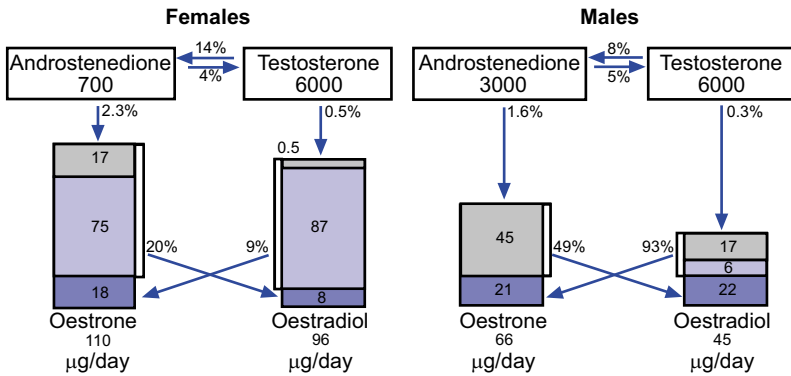 Females
Males
14%
4%
8%
5%
Androstenedione
700
Testosterone
6000
Androstenedione
3000
Testosterone
6000
2.3%
0.5%
1.6%
0.3%
17
0.5
75
87
20%
9%
18
8
45
17
6
49%
93%
21
22
Oestrone
110
μg/day
Oestradiol
96
μg/day
Oestrone
66
μg/day
Oestradiol
45
μg/day